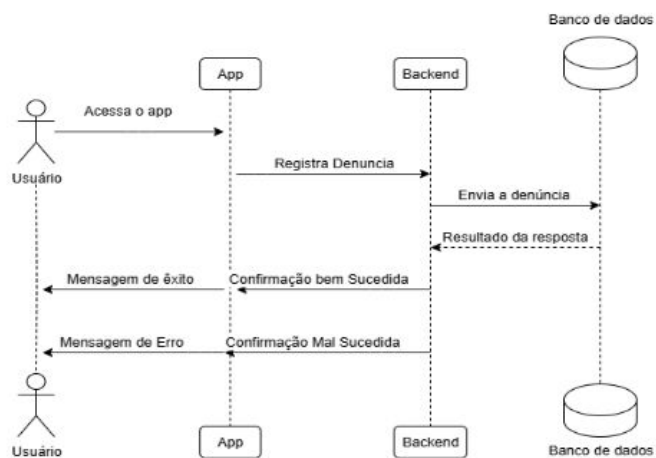 Banco de dados
App
Backend
Acessa o app
Usuário
Registra Denuncia
Envia a denúncia
Resultado da resposta
Mensagem de êxito
Confirmação bem Sucedida
Mensagem de Erro
Confirmação Mal Sucedida
Usuário
App
Backend
Banco de dados